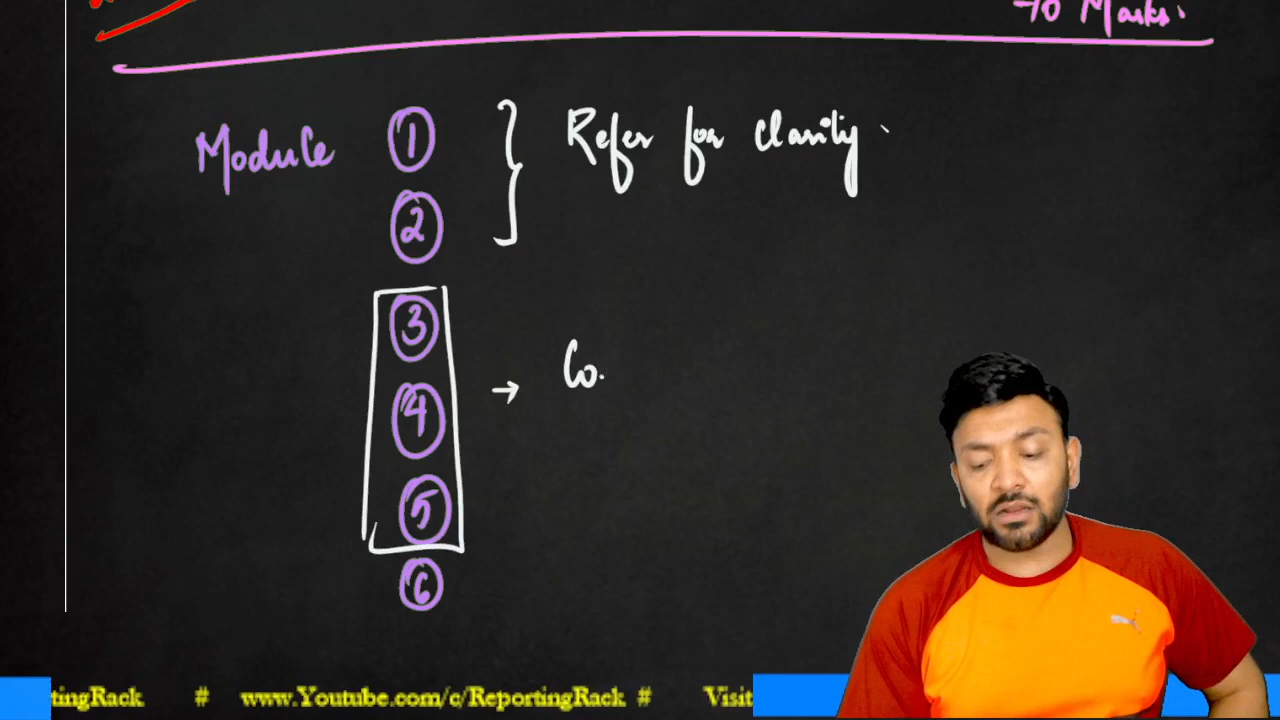 70 Marks.
Module 1 Refer for clarity.
2
3
4 → Co.
5
6
tingRack # www.Youtube.com/c/ReportingRack # Visit